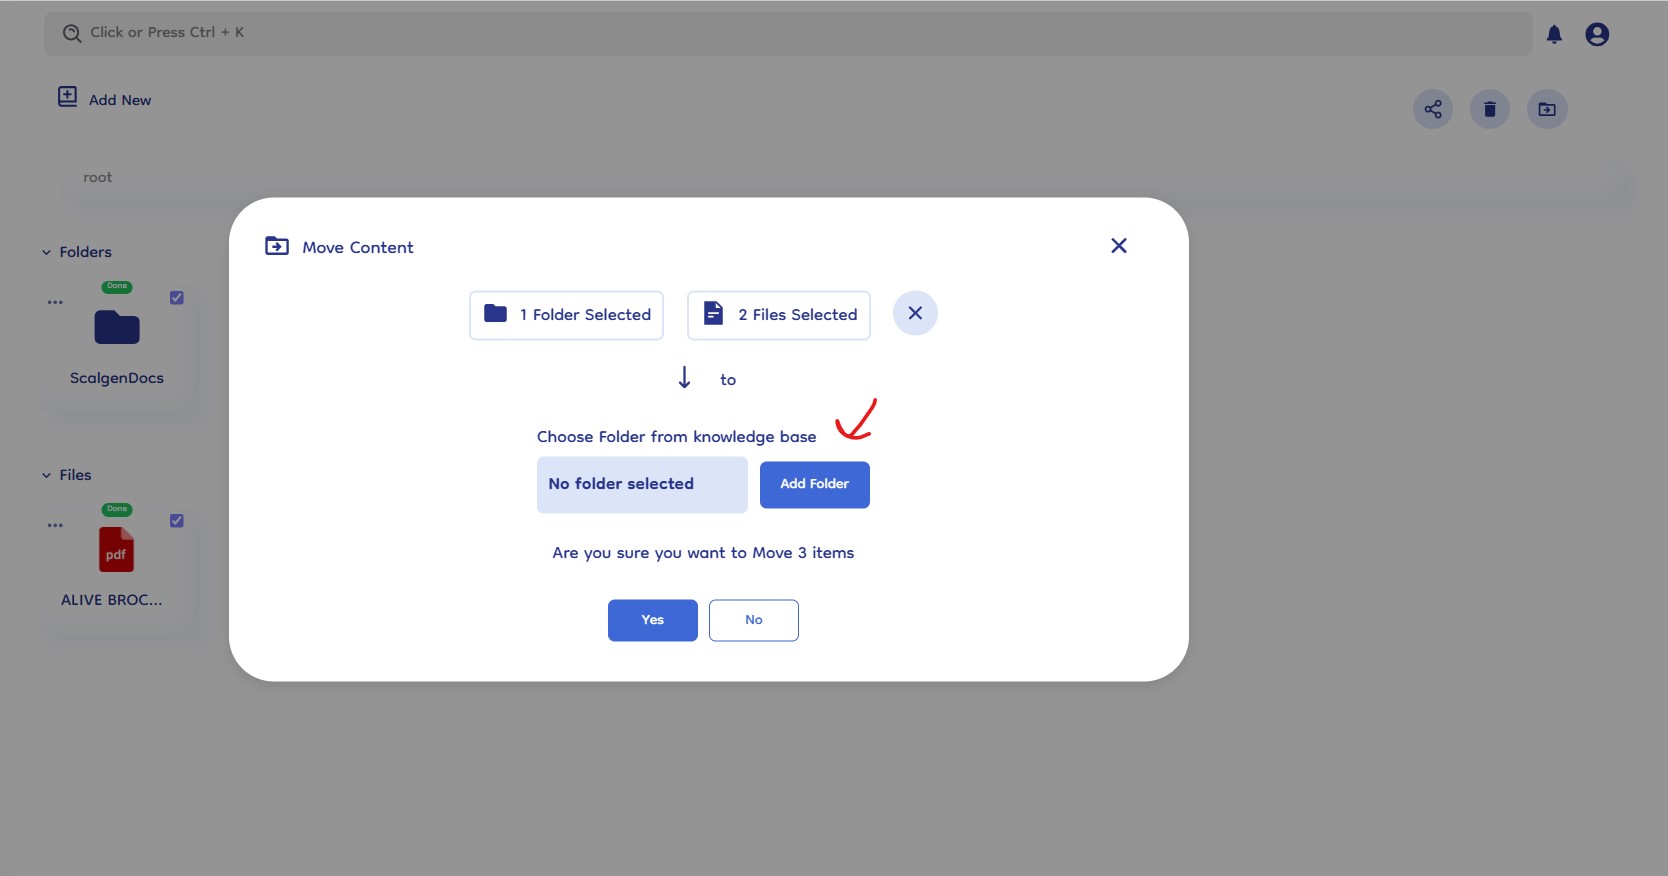 Click or Press Ctrl + K
Add New
root
Move Content
Folders
Done
ScalgenDocs
1 Folder Selected
2 Files Selected
to
Choose Folder from knowledge base
No folder selected
Add Folder
Files
Done
pdf
ALIVE BROC...
Are you sure you want to Move 3 items
Yes
No